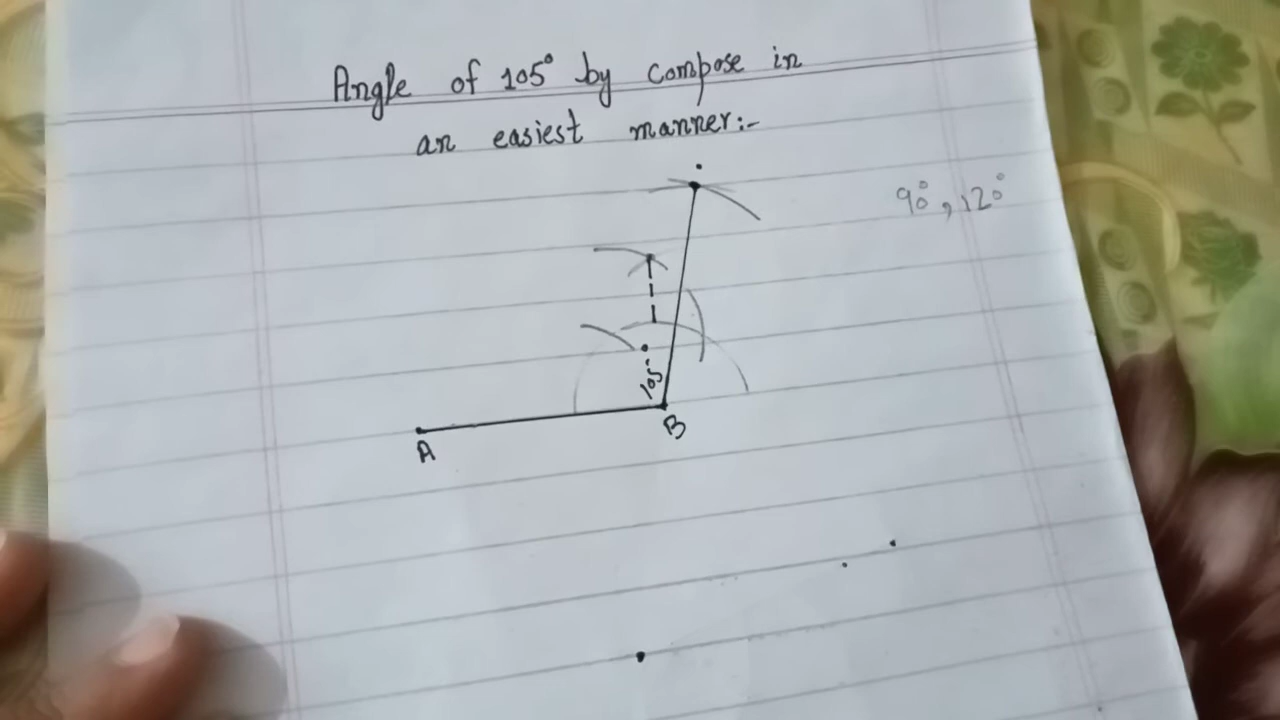 Angle of 105° by compose in
an easiest manner:-
90°, 120°
105°
A
B